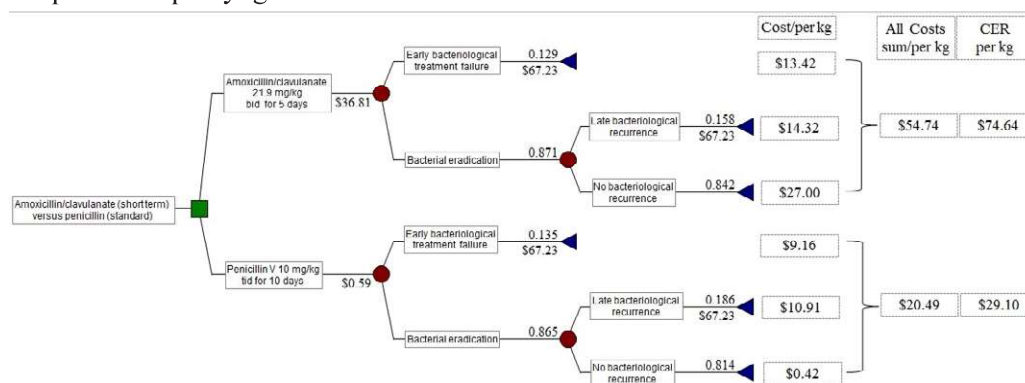 Cost/per kg
All Costs
sum/per kg
CER
per kg
Early bacteriological
treatment failure
0.129
$67.23
$13.42
Amoxicillin/clavulanate
21.9 mg/kg
bid for 5 days
$36.81
Late bacteriological
recurrence
0.158
$67.23
$14.32
$54.74
$74.64
Bacterial eradication
0.871
No bacteriological
recurrence
0.842
$27.00
Amoxicillin/clavulanate (short term)
versus penicillin (standard)
Early bacteriological
treatment failure
0.135
$67.23
$9.16
Penicillin V 10 mg/kg
tid for 10 days
$0.59
Late bacteriological
recurrence
0.186
$67.23
$10.91
$20.49
$29.10
Bacterial eradication
0.865
No bacteriological
recurrence
0.814
$0.42